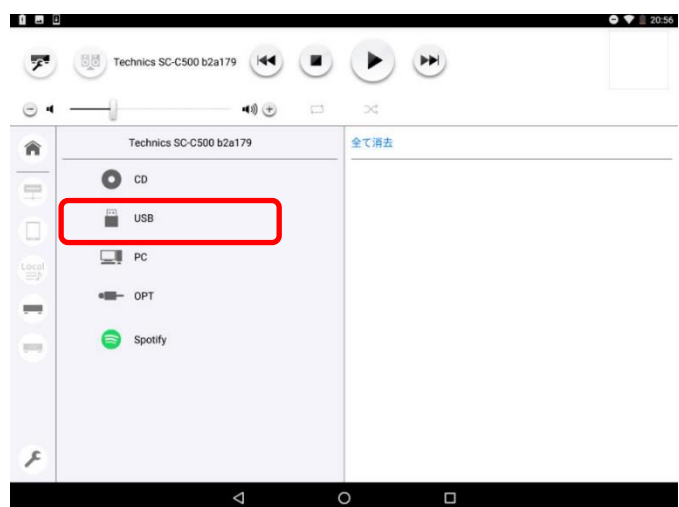 20:56
Technics SC-C500 b2a179
Technics SC-C500 b2a179
全て消去
CD
USB
Local
PC
OPT
Spotify